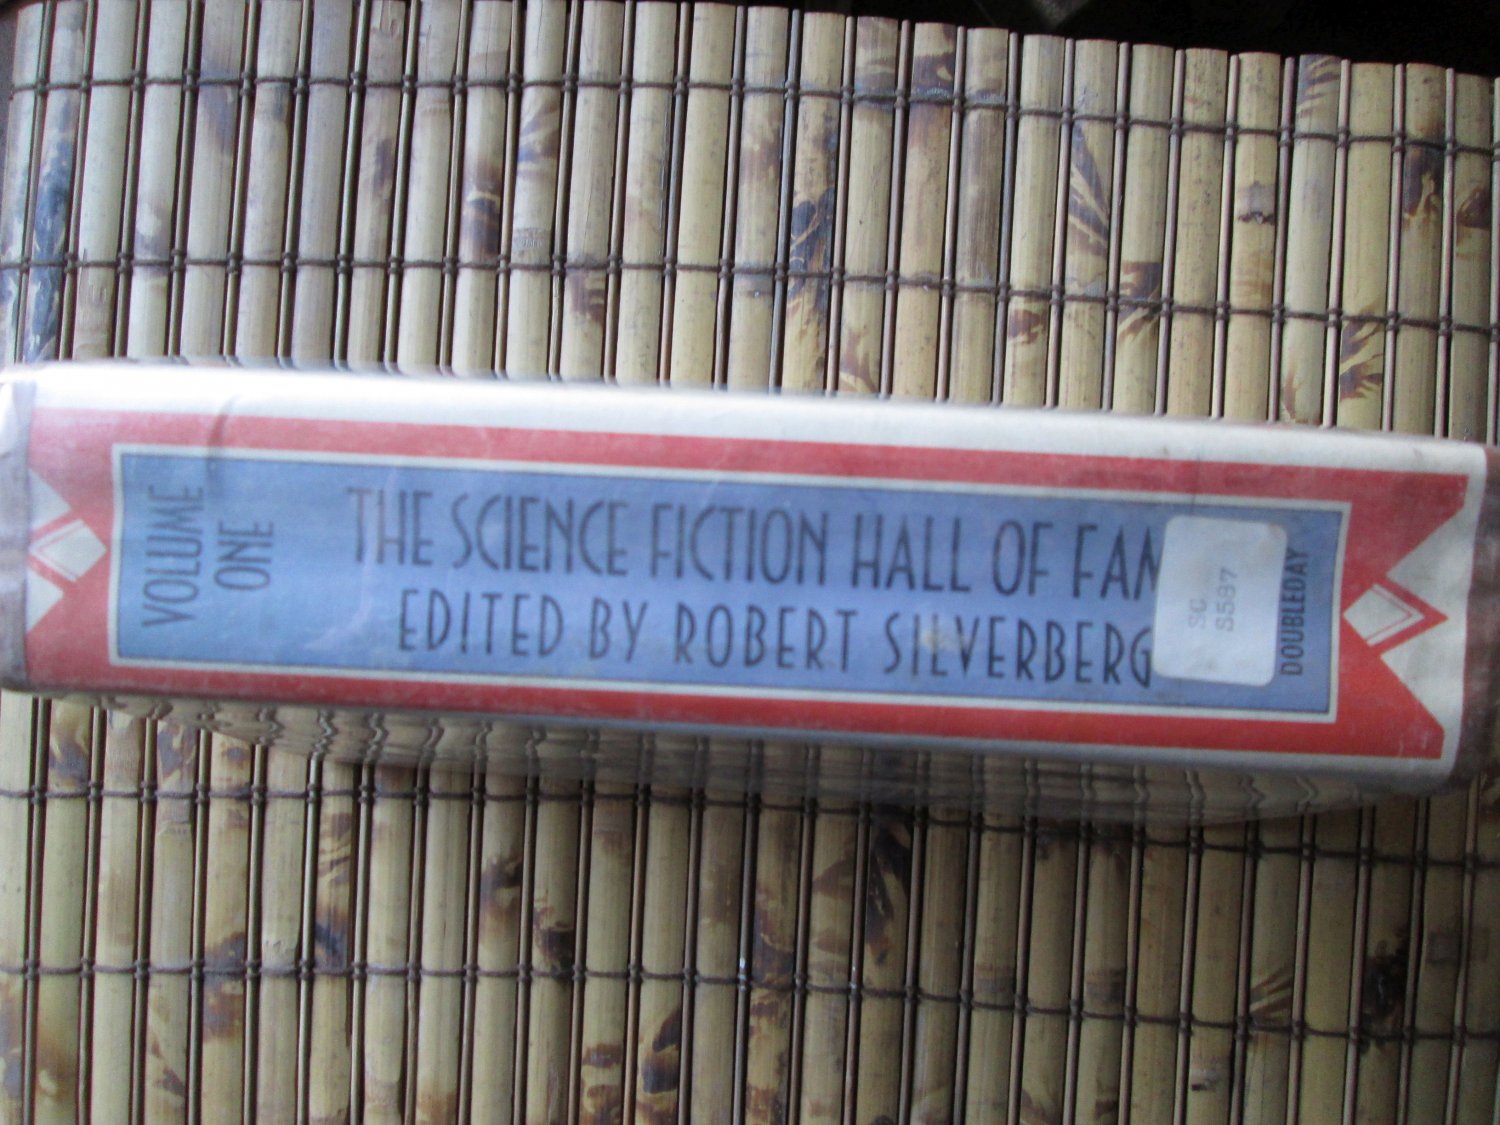 VOLUME
ONE
THE SCIENCE FICTION HALL OF FAM
EDITED BY ROBERT SILVERBERG
SC
S587
DOUBLEDAY